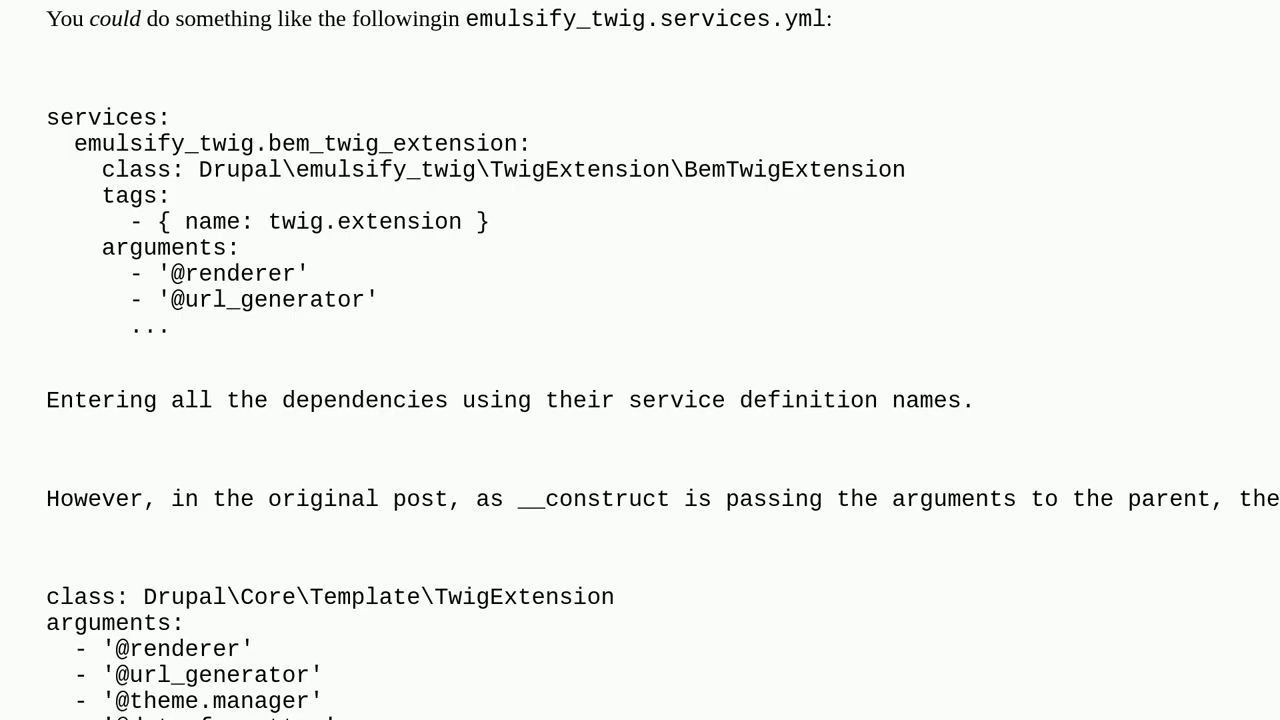 You could do something like the followingin emulsify_twig.services.yml:
services:
  emulsify_twig.bem_twig_extension:
    class: Drupal\emulsify_twig\TwigExtension\BemTwigExtension
    tags:
      - { name: twig.extension }
    arguments:
      - '@renderer'
      - '@url_generator'
      ...
Entering all the dependencies using their service definition names.
However, in the original post, as __construct is passing the arguments to the parent, the
class: Drupal\Core\Template\TwigExtension
arguments:
  - '@renderer'
  - '@url_generator'
  - '@theme.manager'